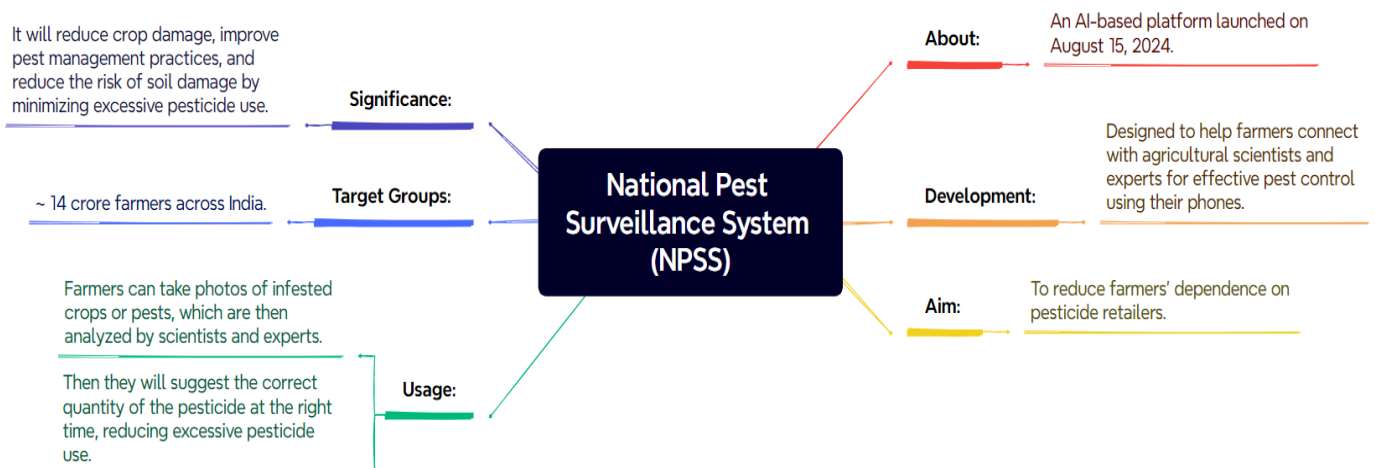 National Pest
Surveillance System
(NPSS)
About:
An AI-based platform launched on
August 15, 2024.
Development:
Designed to help farmers connect
with agricultural scientists and
experts for effective pest control
using their phones.
Aim:
To reduce farmers' dependence on
pesticide retailers.
Significance:
It will reduce crop damage, improve
pest management practices, and
reduce the risk of soil damage by
minimizing excessive pesticide use.
Target Groups:
~ 14 crore farmers across India.
Usage:
Farmers can take photos of infested
crops or pests, which are then
analyzed by scientists and experts.
Then they will suggest the correct
quantity of the pesticide at the right
time, reducing excessive pesticide
use.